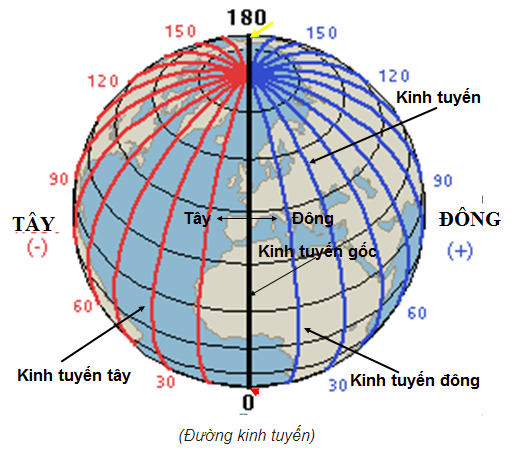 180
150
150
120
120
Kinh tuyến
90
90
TÂY
Tây
Đông
ĐÔNG
(-)
(+)
Kinh tuyến gốc
60
60
Kinh tuyến tây
30
30
Kinh tuyến đông
0
(Đường kinh tuyến)